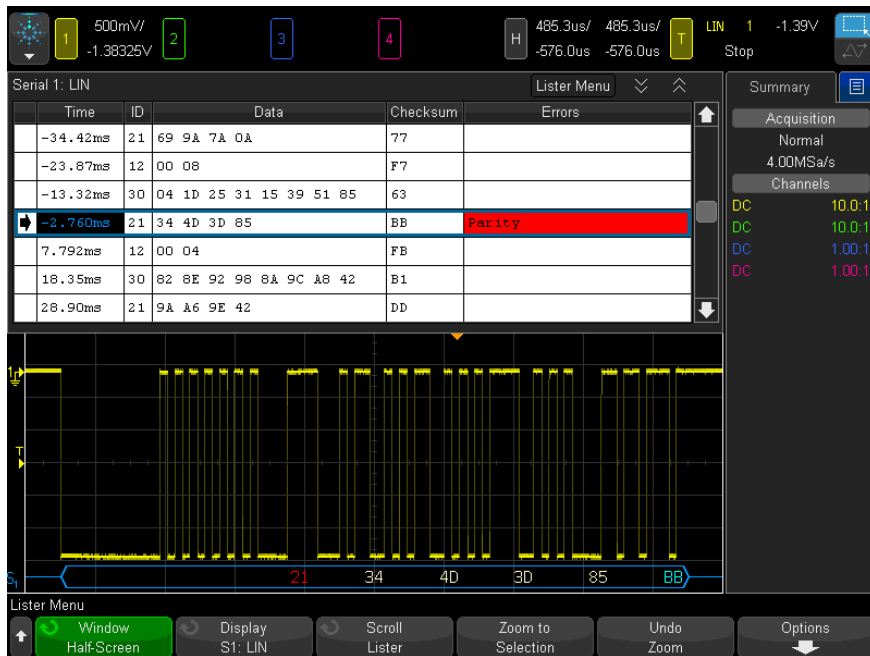 1 500mV/ 2 3 4 H 485.3us/ 485.3us/ T LIN 1 -1.39V
-1.38325V -576.0us -576.0us Stop
Serial 1: LIN Lister Menu Summary
Time ID Data Checksum Errors
-34.42ms 21 69 9A 7A 0A 77
-23.87ms 12 00 08 F7
-13.32ms 30 04 1D 25 31 15 39 51 85 63
-2.760ms 21 34 4D 3D 85 BB Parity
7.792ms 12 00 04 FB
18.35ms 30 82 8E 92 98 8A 9C A8 42 B1
28.90ms 21 9A A6 9E 42 DD
Acquisition
Normal
4.00MSa/s
Channels
DC 10.0:1
DC 10.0:1
DC 1.00:1
DC 1.00:1
1
T
S1 21 34 4D 3D 85 BB
Lister Menu
Window Display Scroll Zoom to Undo Options
Half-Screen S1: LIN Lister Selection Zoom